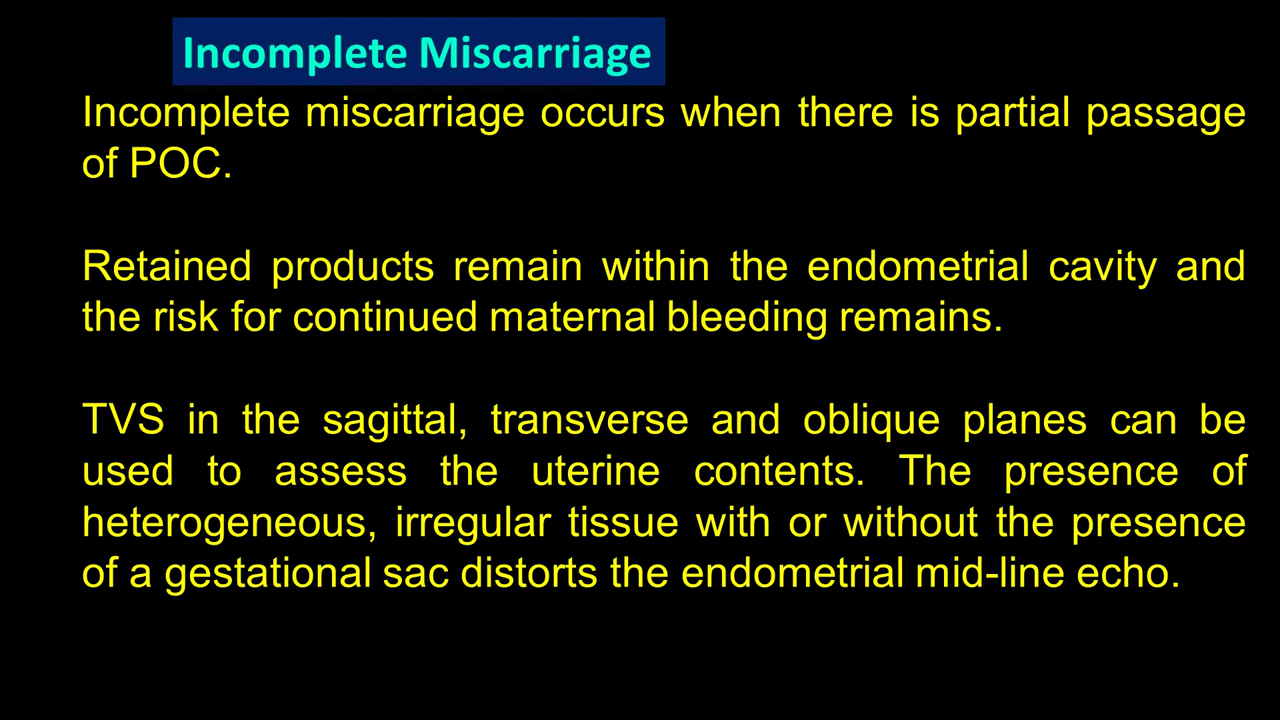 Incomplete Miscarriage
Incomplete miscarriage occurs when there is partial passage
of POC.
Retained products remain within the endometrial cavity and
the risk for continued maternal bleeding remains.
TVS in the sagittal, transverse and oblique planes can be
used to assess the uterine contents. The presence of
heterogeneous, irregular tissue with or without the presence
of a gestational sac distorts the endometrial mid-line echo.